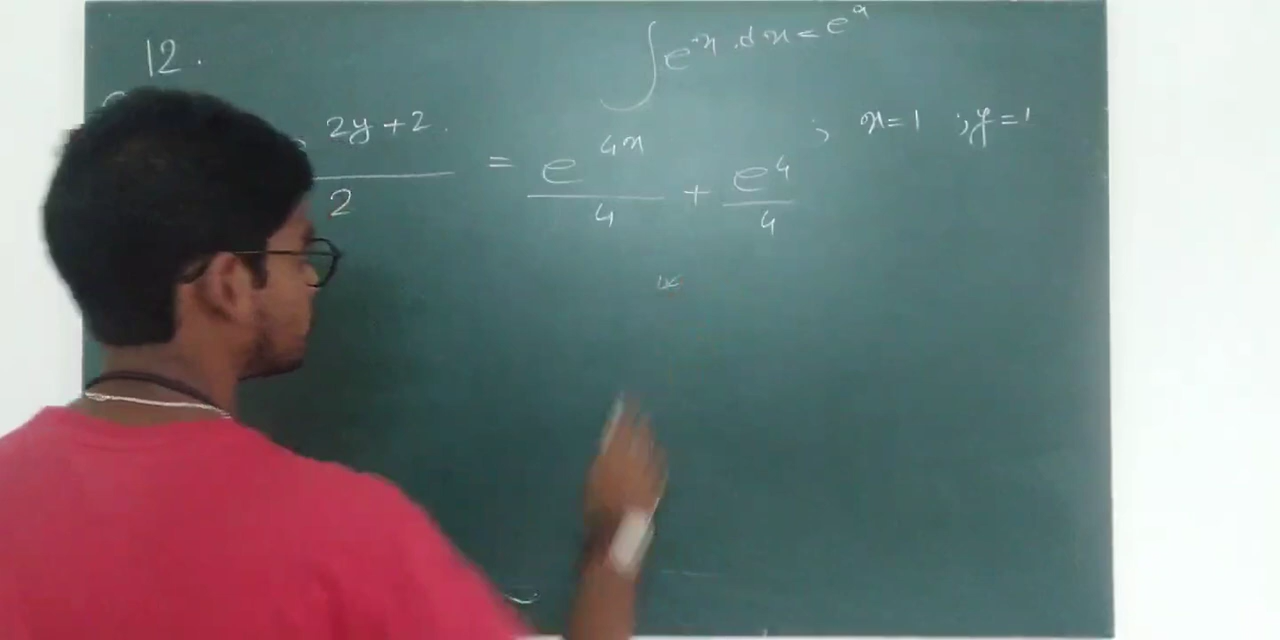 12.
∫e^x .dx = e^x
2y+2 / 2 = e^4x / 4 + e^4 / 4 ; x=1 ; y=1